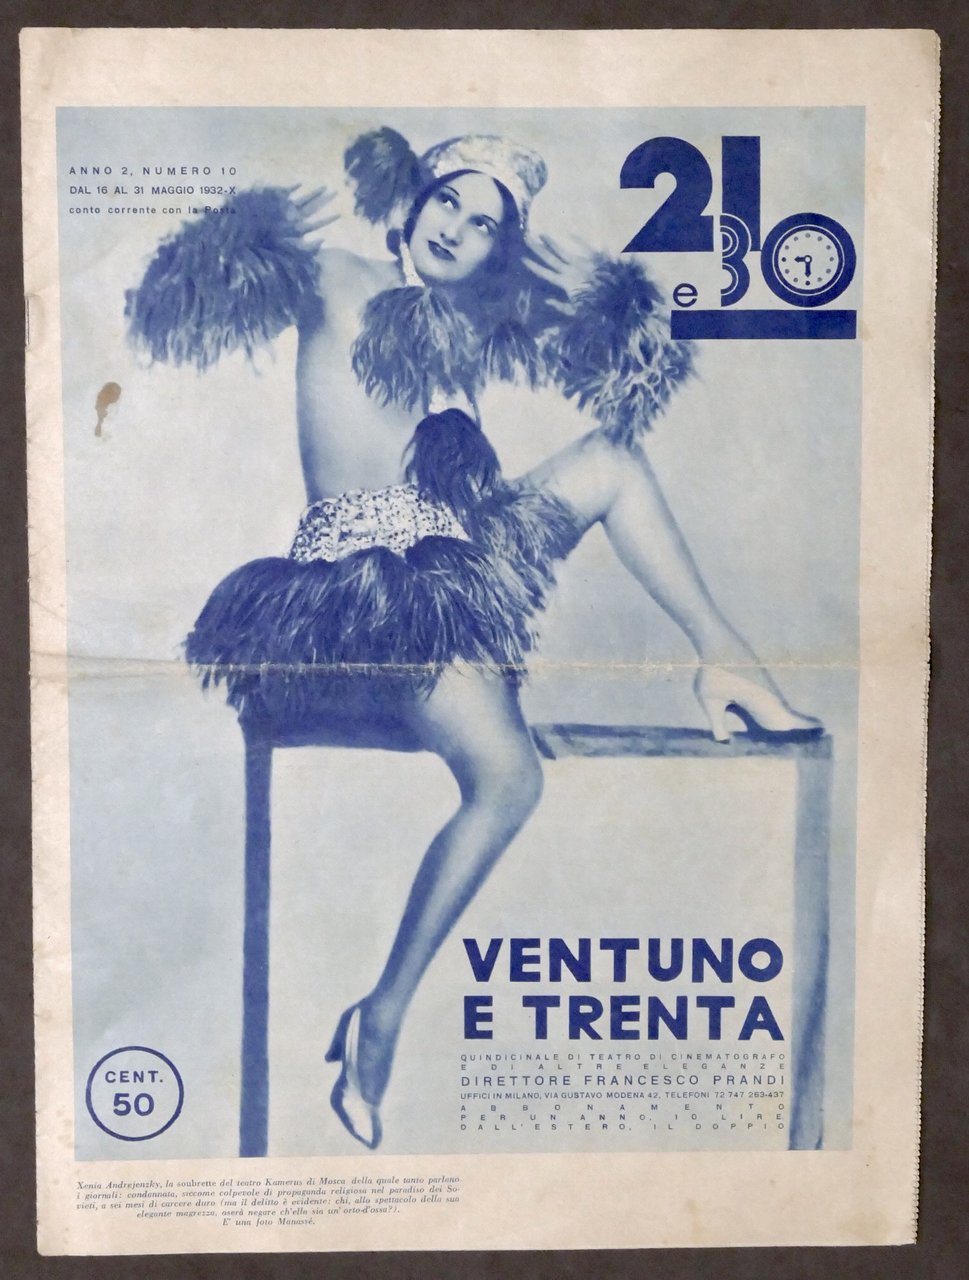 ANNO 2, NUMERO 10
DAL 16 AL 31 MAGGIO 1932-X
conto corrente con la Posta
21
e 30
VENTUNO
E TRENTA
QUINDICINALE DI TEATRO DI CINEMATOGRAFO
E DI ALTRE ELEGANZE
DIRETTORE FRANCESCO PRANDI
UFFICI IN MILANO, VIA GUSTAVO MODENA 42, TELEFONI 72 747 263-437
ABBONAMENTO
PER UN ANNO, 10 LIRE
DALL'ESTERO, IL DOPPIO
CENT.
50
Xenia Andrejenzky, la soubrette del teatro Kamerus di Mosca della quale tanto parlano
i giornali: condannata, siccome colpevole di propaganda religiosa nel paradiso dei So-
vieti, a sei mesi di carcere duro (ma il delitto è evidente: chi, allo spettacolo della sua
elegante magrezza, oserà negare ch'ella sia un'orto-d'ossa?).
E' una foto Manassé.